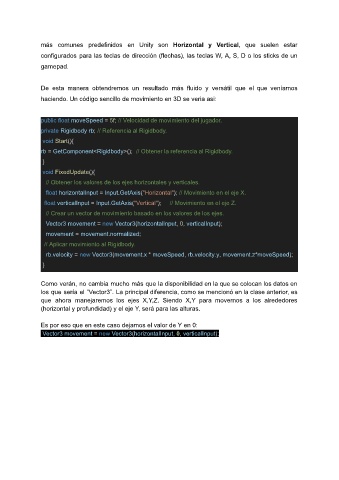 más comunes predefinidos en Unity son Horizontal y Vertical, que suelen estar
configurados para las teclas de dirección (flechas), las teclas W, A, S, D o los sticks de un
gamepad.
De esta manera obtendremos un resultado más fluido y versátil que el que veníamos
haciendo. Un código sencillo de movimiento en 3D se vería así:
public float moveSpeed = 5f; // Velocidad de movimiento del jugador.
private Rigidbody rb; // Referencia al Rigidbody.
void Start(){
rb = GetComponent<Rigidbody>(); // Obtener la referencia al Rigidbody
}
void FixedUpdate(){
// Obtener los valores de los ejes horizontales y verticales.
float horizontalInput = Input.GetAxis("Horizontal"); // Movimiento en el eje X.
float verticalInput = Input.GetAxis("Vertical"); // Movimiento en el eje Z.
// Crear un vector de movimiento basado en los valores de los ejes.
Vector3 movement = new Vector3(horizontalInput, 0, verticalInput);
movement = movement.normalized;
// Aplicar movimiento al Rigidbody.
rb.velocity = new Vector3(movement.x * moveSpeed, rb.velocity.y, movement.z*moveSpeed);
}
Como verán, no cambia mucho más que la disponibilidad en la que se colocan los datos en
los que sería el "Vector3". La principal diferencia, como se mencionó en la clase anterior, es
que ahora manejaremos los ejes X,Y,Z. Siendo X,Y para movernos a los alrededores
(horizontal y profundidad) y el eje Y, será para las alturas.
Es por eso que en este caso dejamos el valor de Y en 0:
Vector3 movement = new Vector3(horizontalInput, 0, verticalInput);